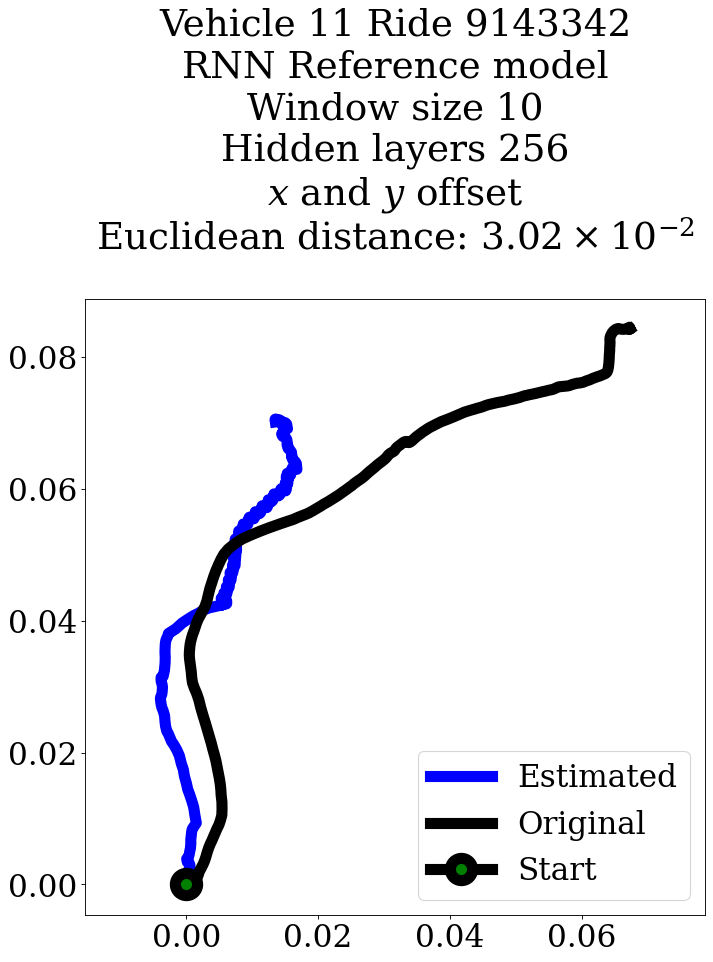 Vehicle 11 Ride 9143342
RNN Reference model
Window size 10
Hidden layers 256
x and y offset
Euclidean distance: 3.02 × 10⁻²
0.08
0.06
0.04
0.02
0.00
Estimated
Original
Start
0.00 0.02 0.04 0.06